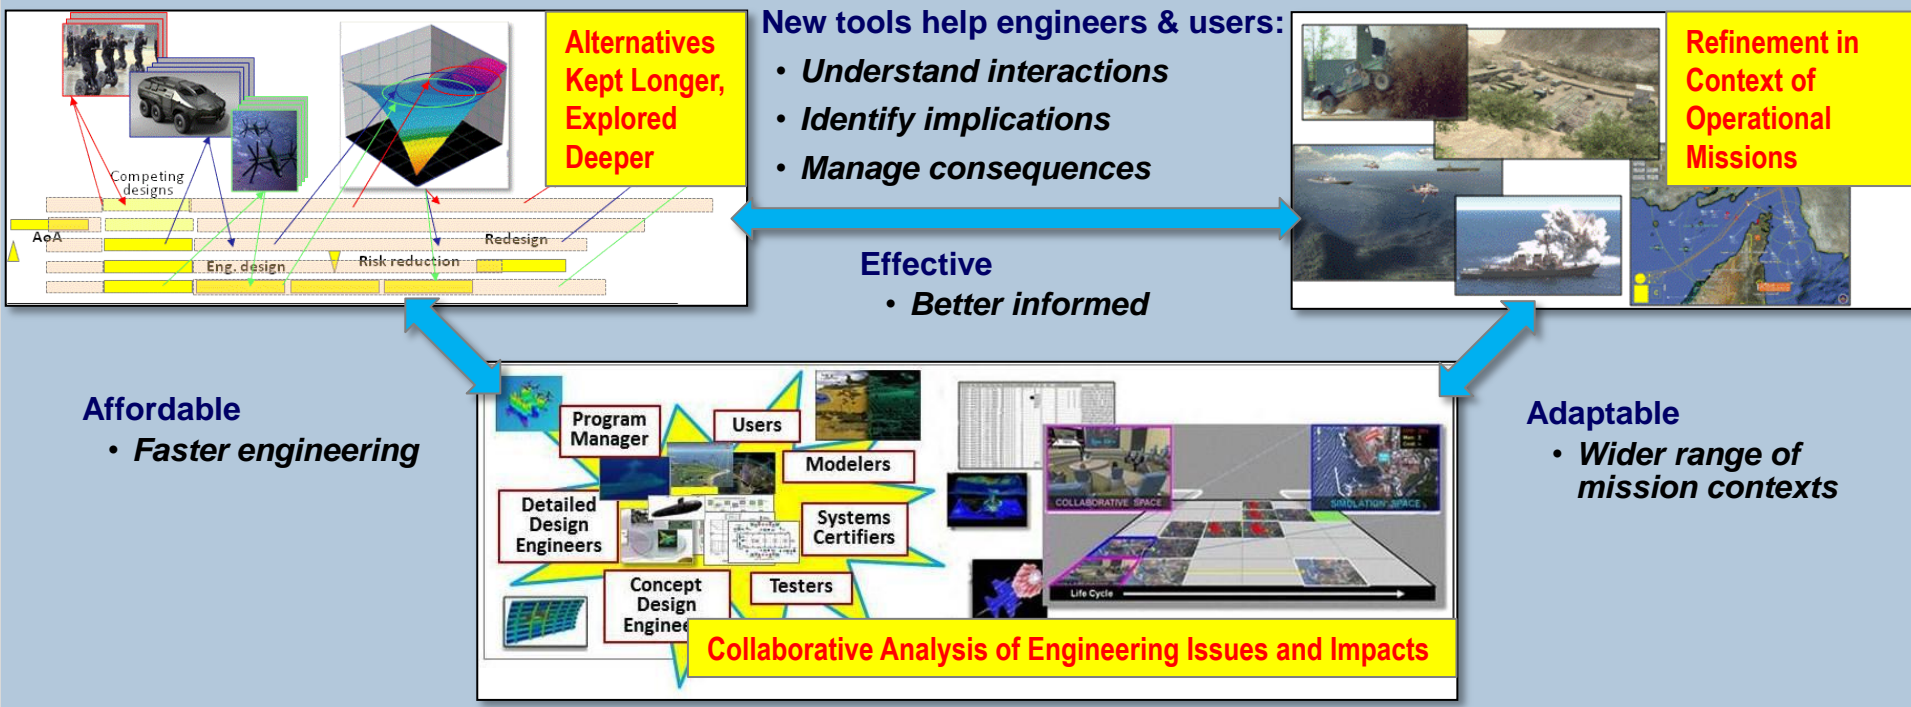 Alternatives
Kept Longer,
Explored
Deeper
Competing
designs
AoA
Eng. design
Risk reduction
Redesign
New tools help engineers & users:
• Understand interactions
• Identify implications
• Manage consequences
Refinement in
Context of
Operational
Missions
Effective
• Better informed
Affordable
• Faster engineering
Adaptable
• Wider range of
mission contexts
Program
Manager
Users
Modelers
Detailed
Design
Engineers
Systems
Certifiers
Concept
Design
Enginee
Testers
COLLABORATIVE SPACE
SIMULATION SPACE
Life Cycle
Collaborative Analysis of Engineering Issues and Impacts